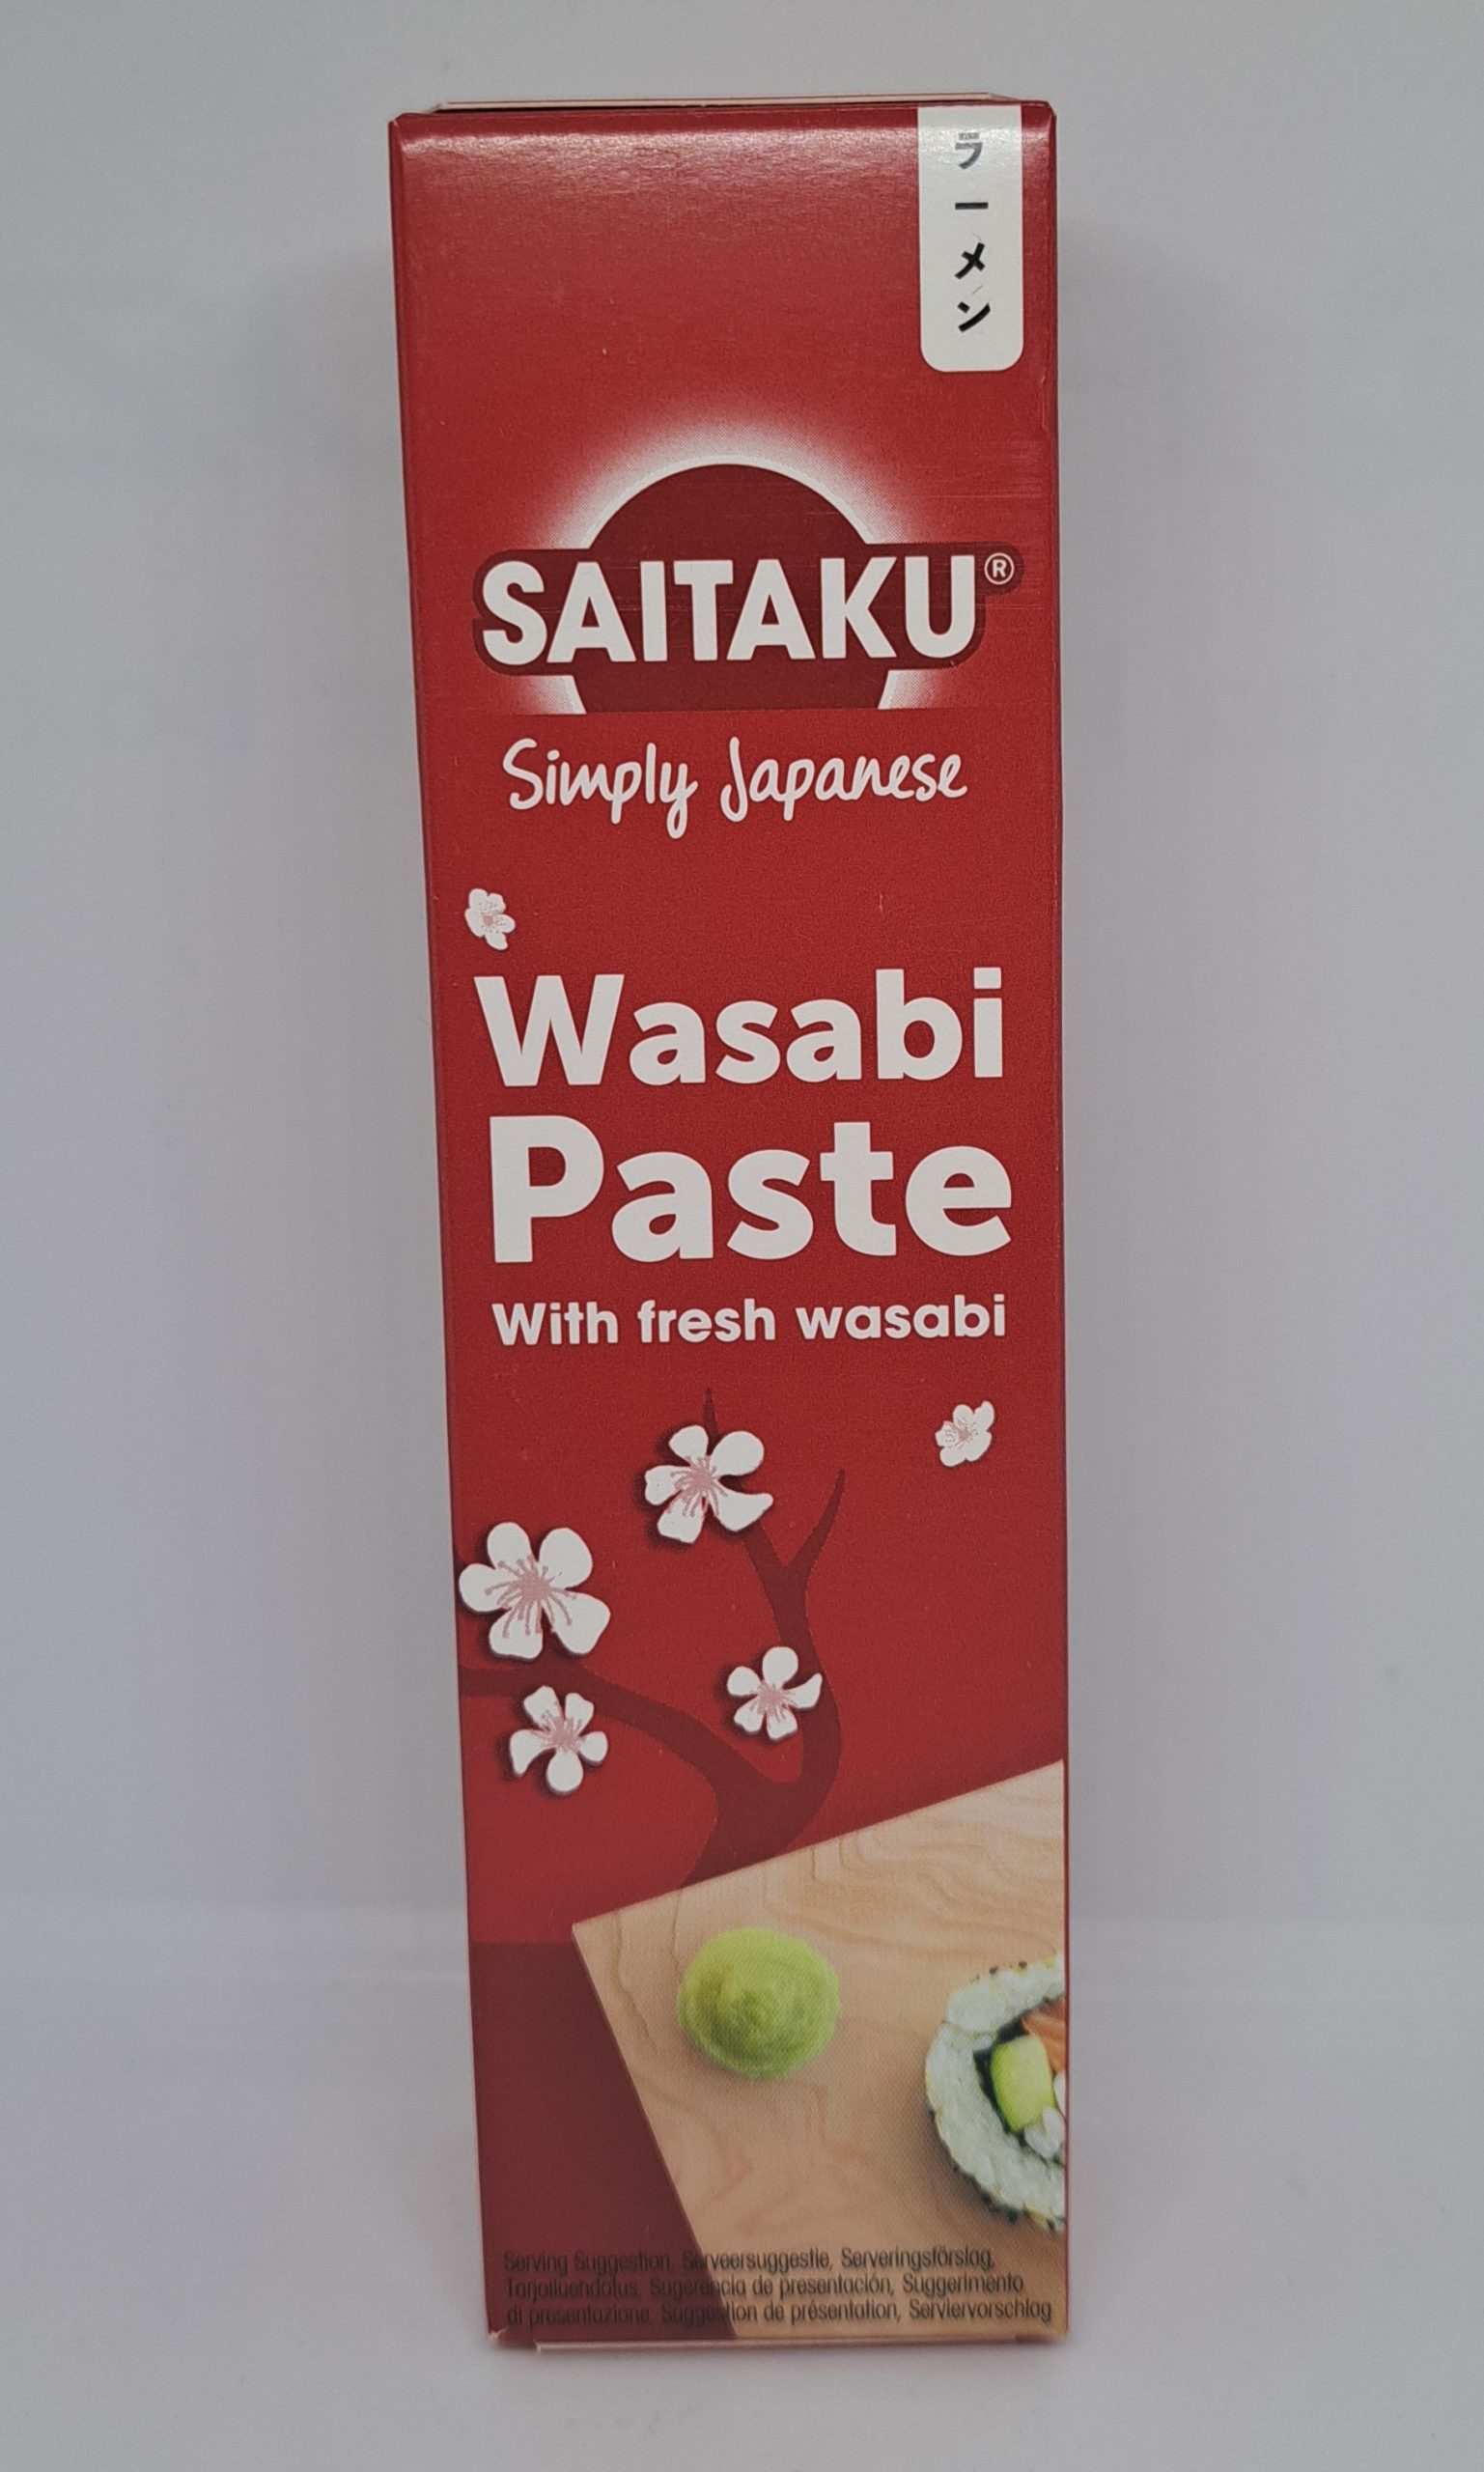 ラーメン
SAITAKU®
Simply Japanese
Wasabi
Paste
With fresh wasabi
Serving Suggestion, Serveersuggestie, Serveringsförslag,
Tarjoiluehdotus, Sugerencia de presentación, Suggerimento
di presentazione, Suggestion de présentation, Serviervorschlag